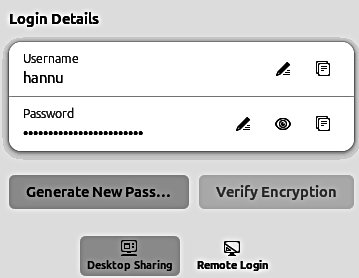 Login Details
Username
hannu
Password
••••••••••••••••••••••••
Generate New Pass...
Verify Encryption
Desktop Sharing
Remote Login